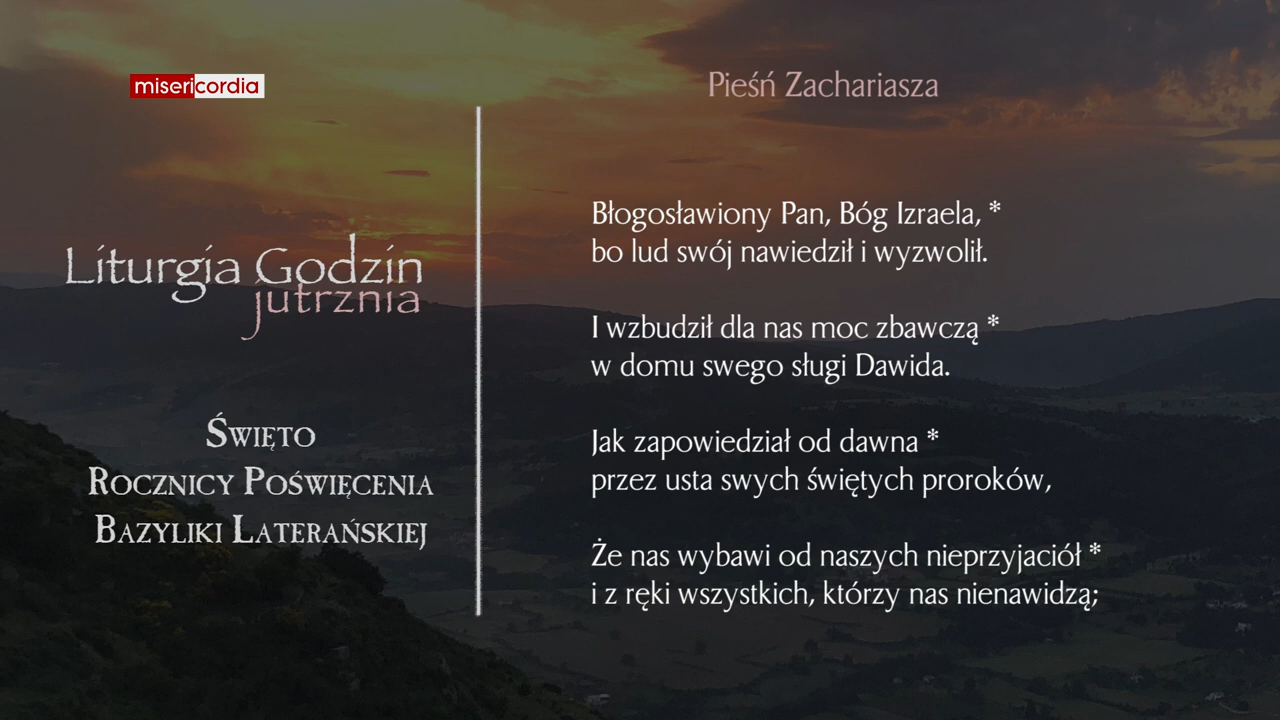 misericordia
Liturgia Godzin
jutrznia
Święto
Rocznicy Poświęcenia
Bazyliki Laterańskiej
Pieśń Zachariasza
Błogosławiony Pan, Bóg Izraela, *
bo lud swój nawiedził i wyzwolił.
I wzbudził dla nas moc zbawczą *
w domu swego sługi Dawida.
Jak zapowiedział od dawna *
przez usta swych świętych proroków,
Że nas wybawi od naszych nieprzyjaciół *
i z ręki wszystkich, którzy nas nienawidzą;